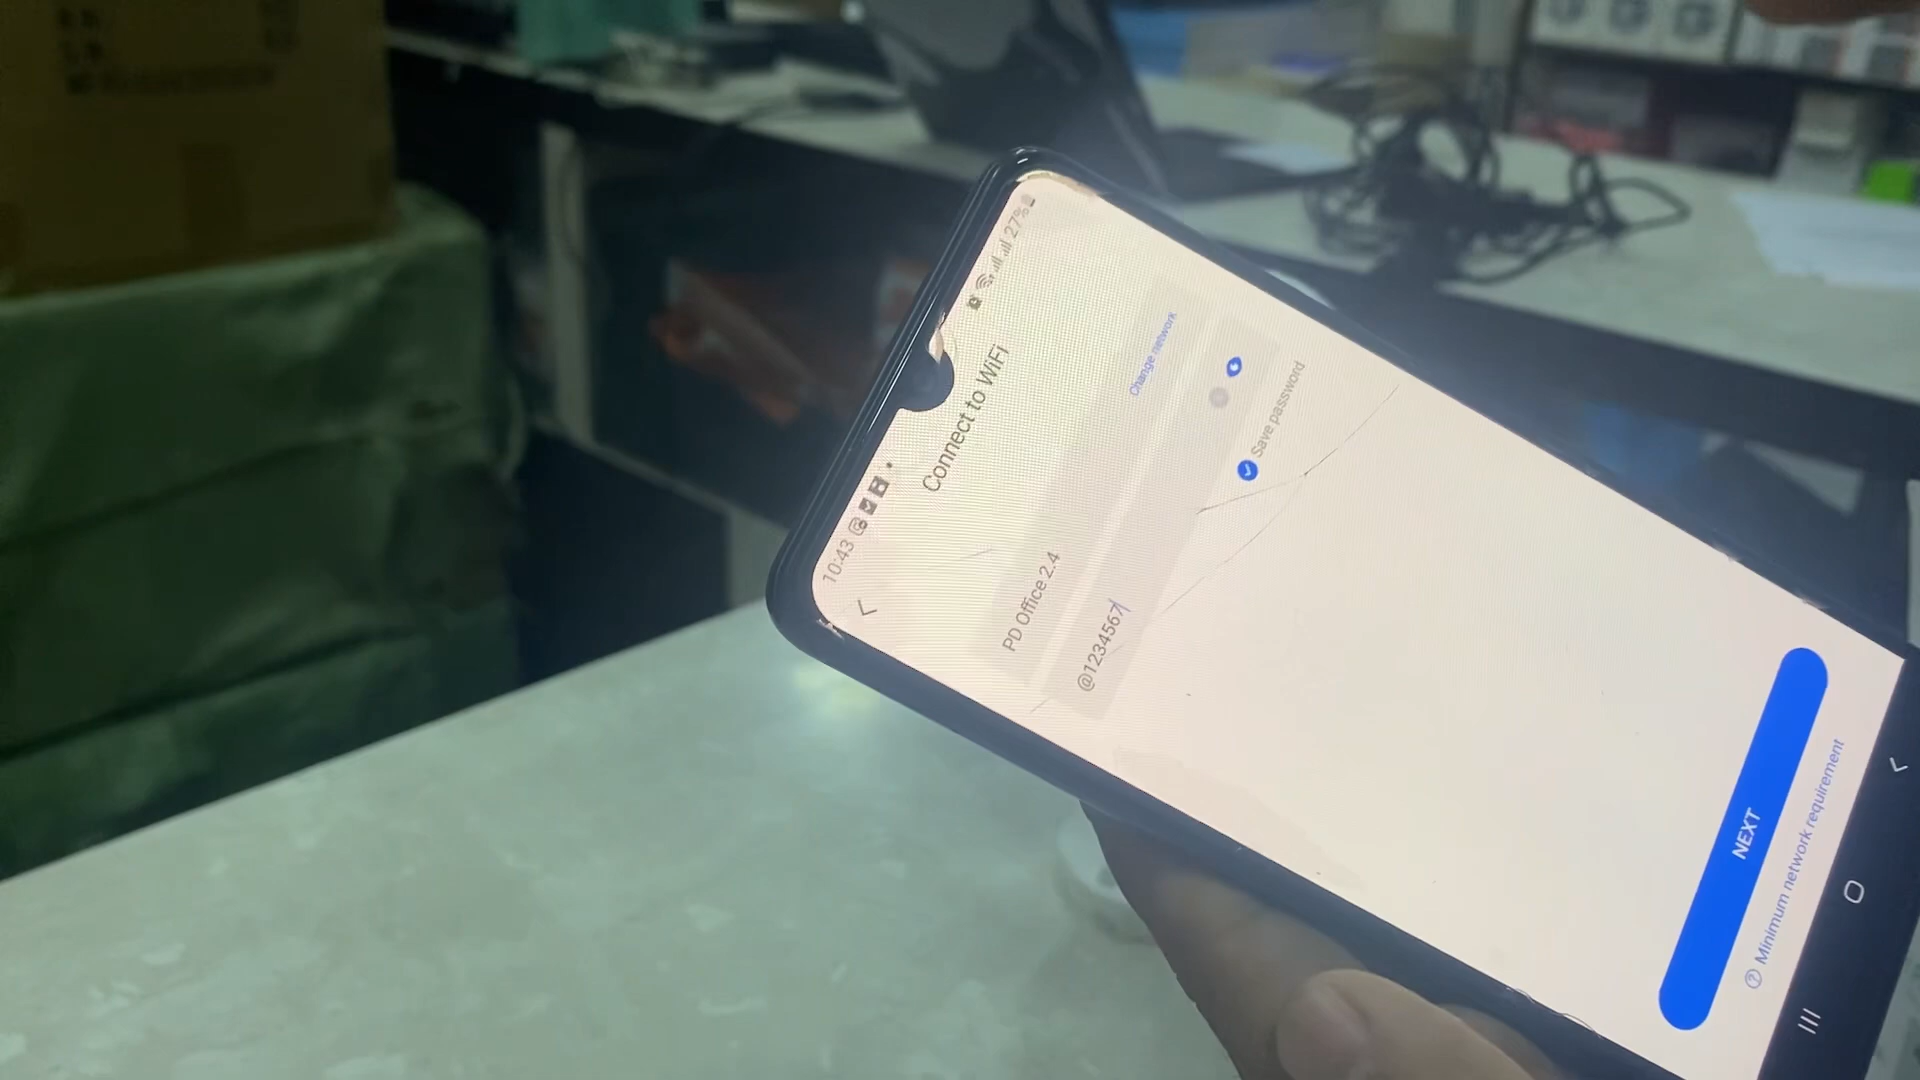 10:43
27%
Connect to WiFi
PD Office 2.4
Change network
@1234567
Save password
NEXT
Minimum network requirement